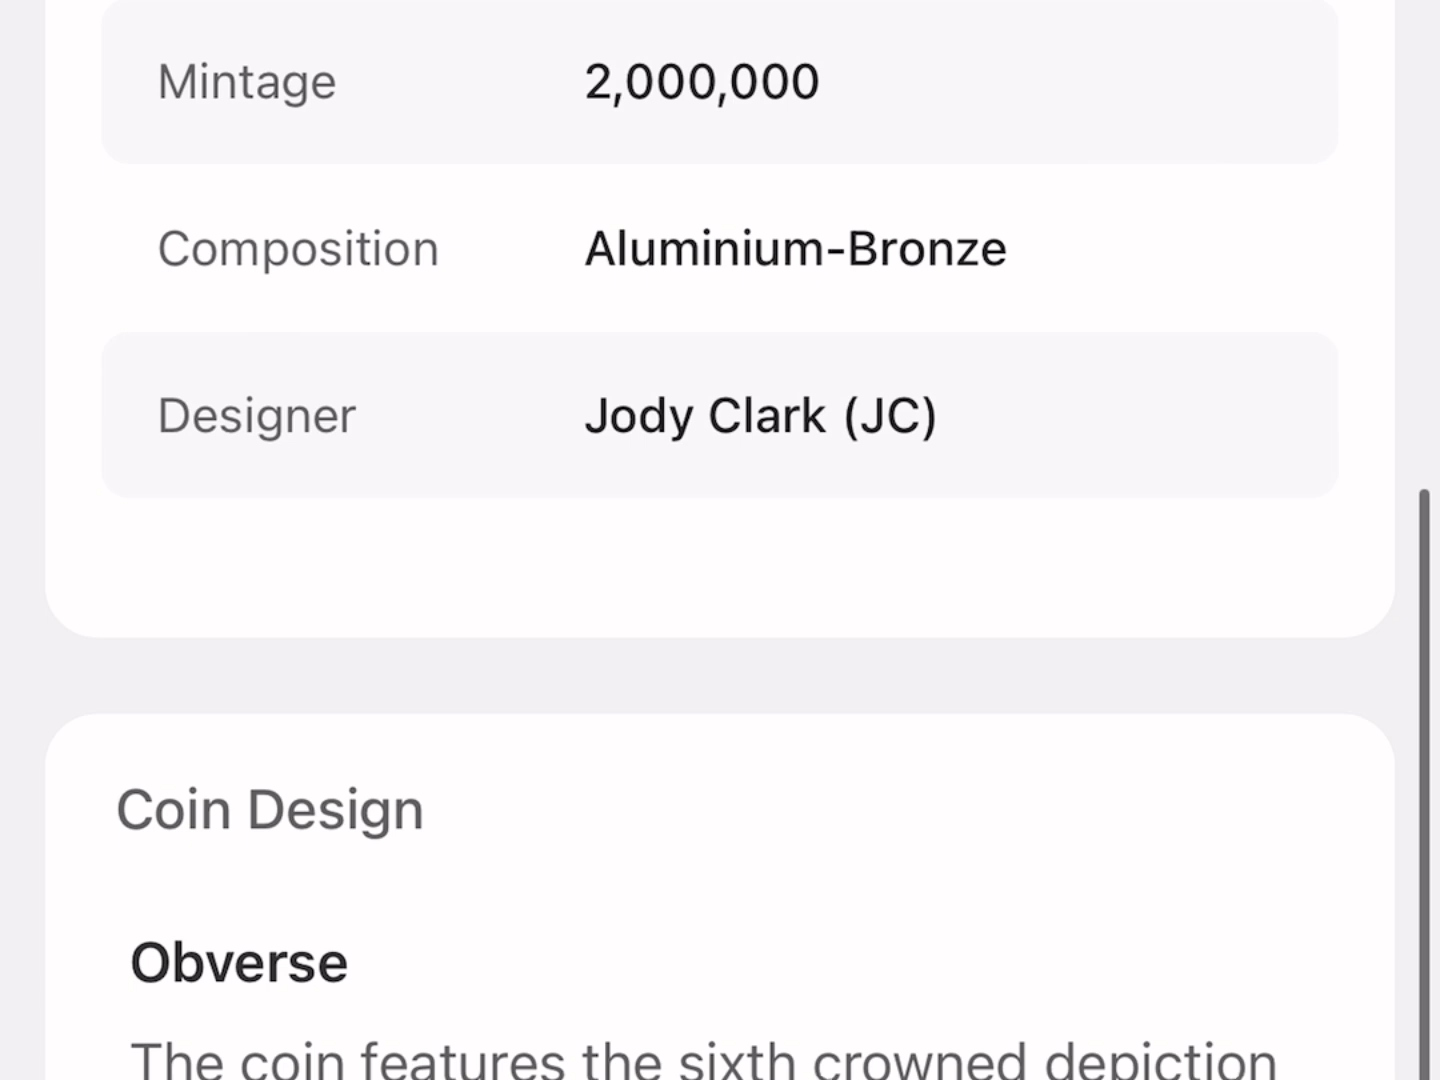 Mintage 2,000,000
Composition Aluminium-Bronze
Designer Jody Clark (JC)
Coin Design
Obverse
The coin features the sixth crowned depiction